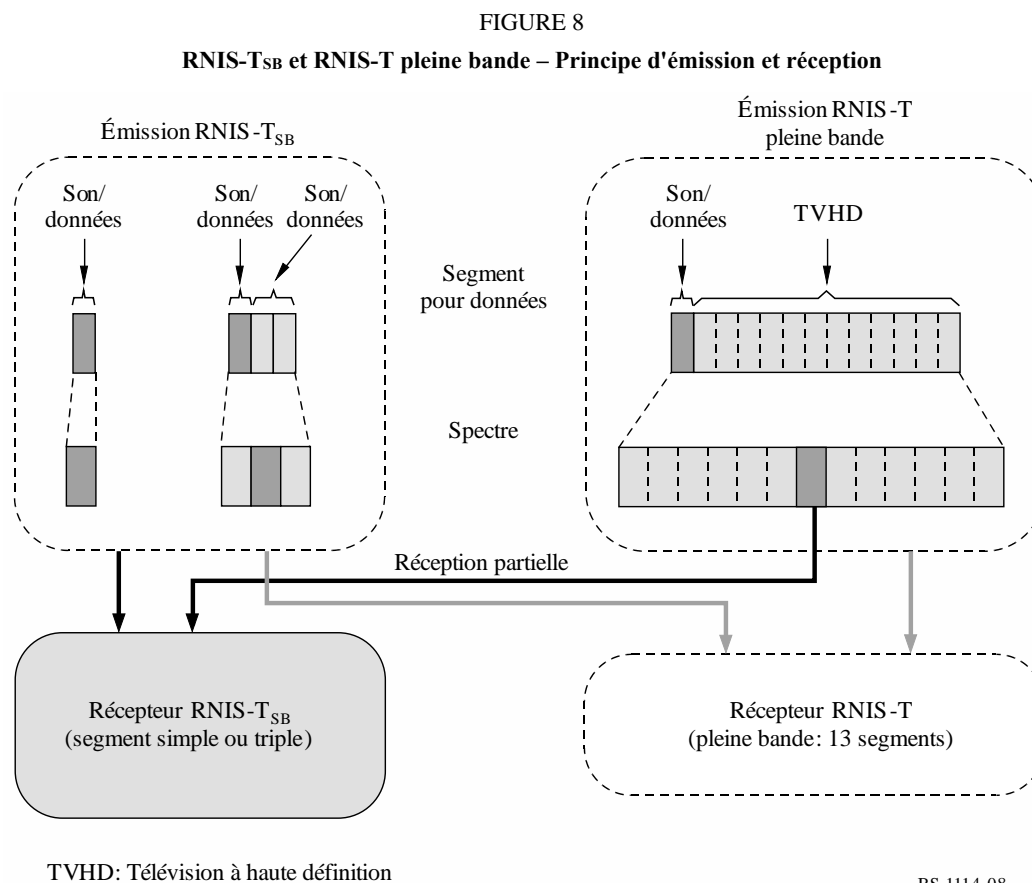 FIGURE 8
RNIS-TSB et RNIS-T pleine bande – Principe d'émission et réception
Émission RNIS-TSB
Émission RNIS-T
pleine bande
Son/
données
Son/
données
Son/
données
Son/
données
TVHD
Segment
pour données
Spectre
Réception partielle
Récepteur RNIS-TSB
(segment simple ou triple)
Récepteur RNIS-T
(pleine bande: 13 segments)
TVHD: Télévision à haute définition
BS.1114-08